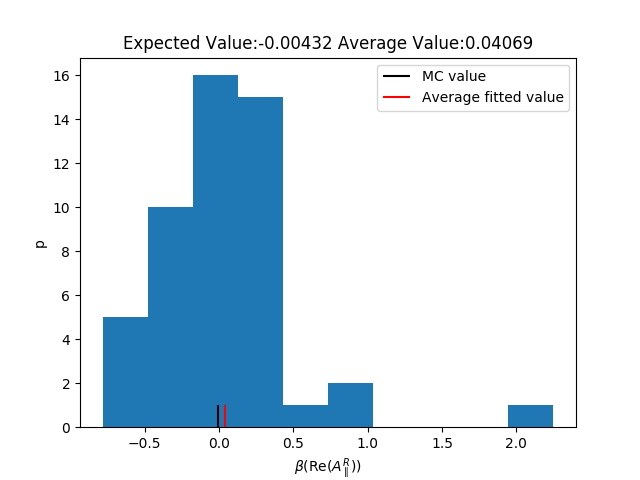 Expected Value:-0.00432 Average Value:0.04069
MC value
Average fitted value
p
16
14
12
10
8
6
4
2
0
−0.5 0.0 0.5 1.0 1.5 2.0
β(Re(A∥^R))